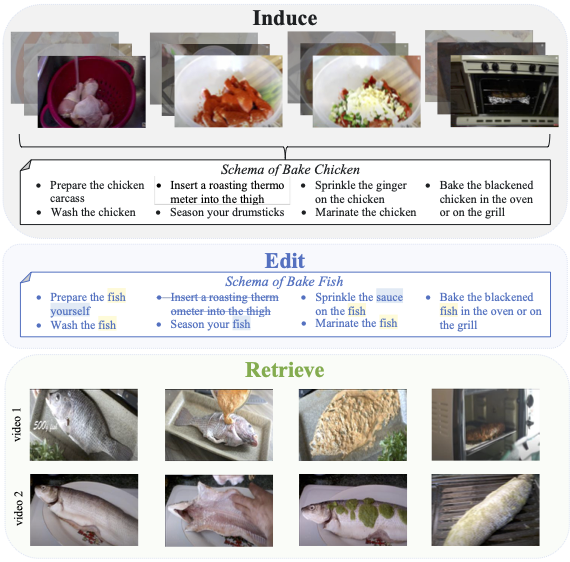 Induce
Schema of Bake Chicken
• Prepare the chicken
carcass
• Wash the chicken
• Insert a roasting thermo
meter into the thigh
• Season your drumsticks
• Sprinkle the ginger
on the chicken
• Marinate the chicken
• Bake the blackened
chicken in the oven
or on the grill
Edit
Schema of Bake Fish
• Prepare the fish
yourself
• Wash the fish
• Insert a roasting therm
ometer into the thigh
• Season your fish
• Sprinkle the sauce
on the fish
• Marinate the fish
• Bake the blackened
fish in the oven or on
the grill
Retrieve
video 1
video 2